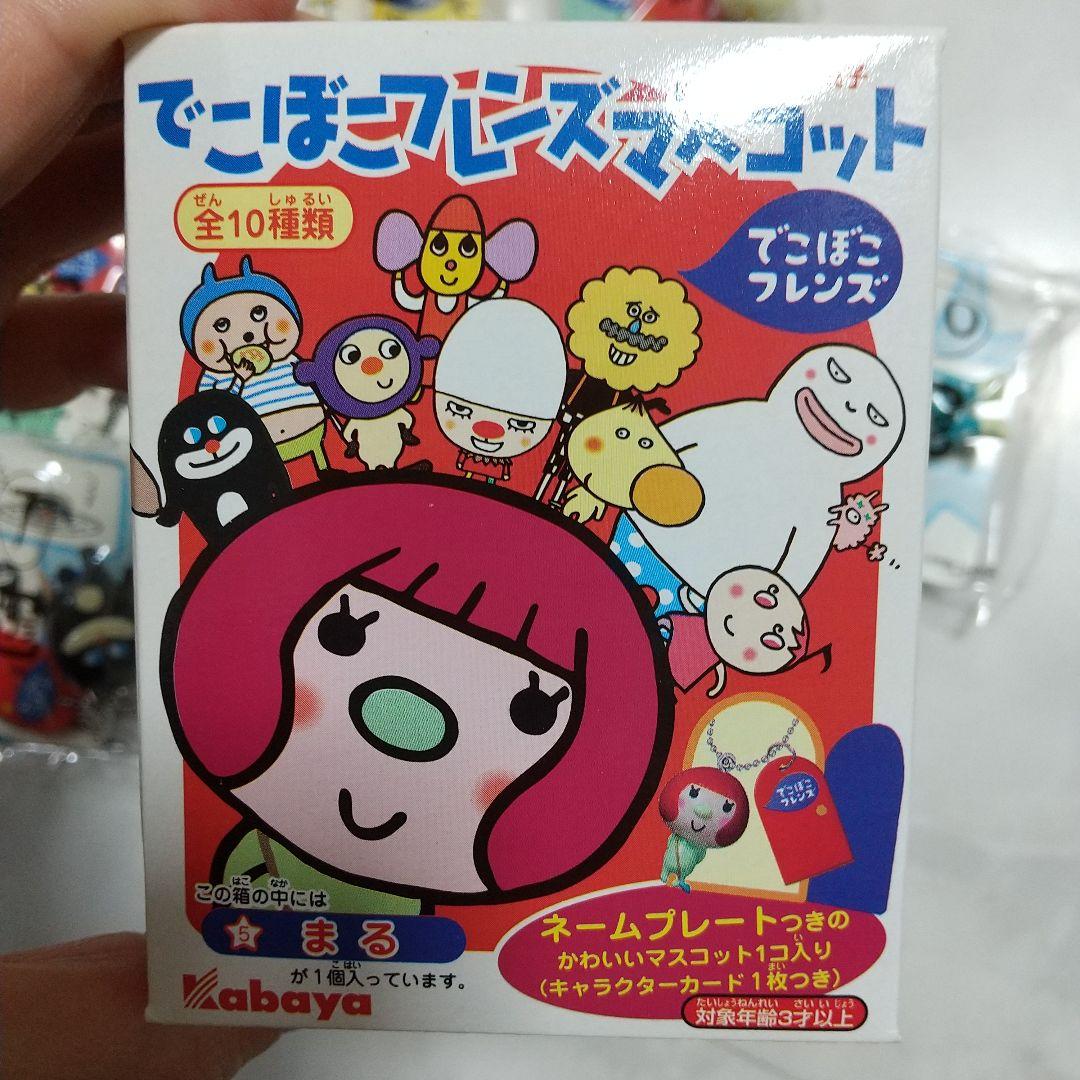 でこぼこフレンズマスコット
全10種類
ぜん しゅるい
でこぼこ
フレンズ
でこぼこ
フレンズ
この箱の中には
はこ なか
5 まる
が1個入っています。
こ はい
Kabaya
ネームプレートつきの
かわいいマスコット1コ入り
い
(キャラクターカード1枚つき)
まい
対象年齢3才以上
たいしょうねんれい さい いじょう